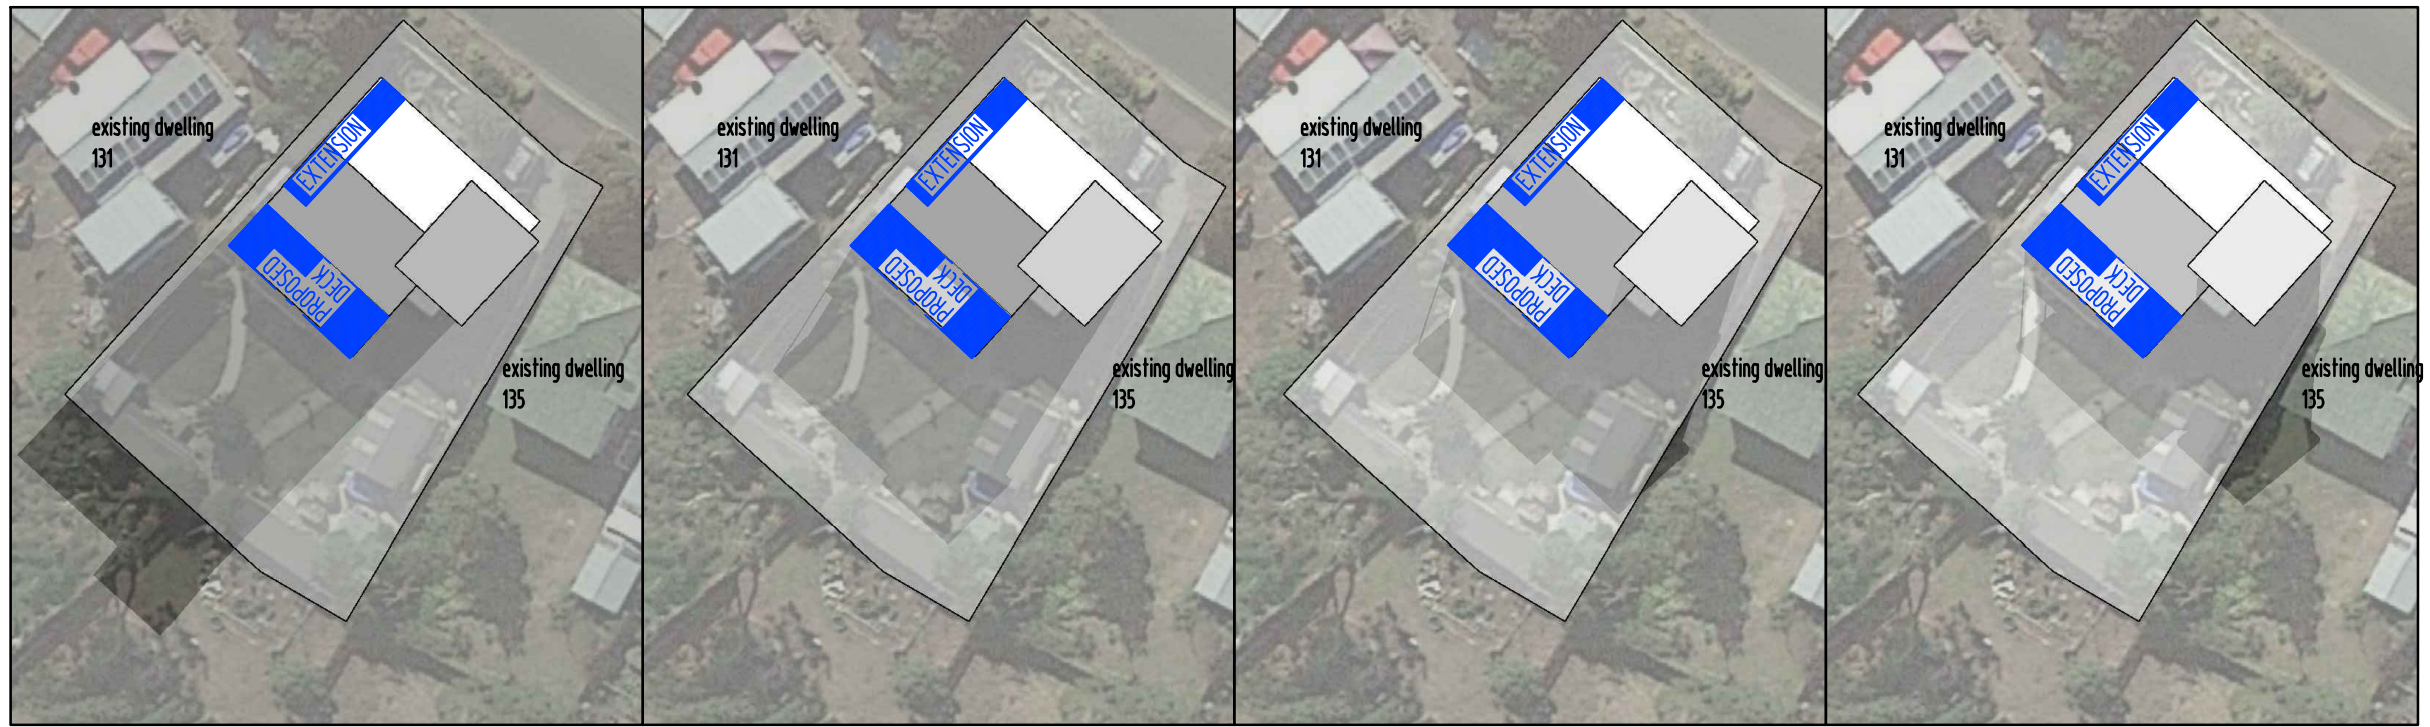 existing dwelling
131
EXTENSION
PROPOSED
DECK
existing dwelling
135
existing dwelling
131
EXTENSION
PROPOSED
DECK
existing dwelling
135
existing dwelling
131
EXTENSION
PROPOSED
DECK
existing dwelling
135
existing dwelling
131
EXTENSION
PROPOSED
DECK
existing dwelling
135